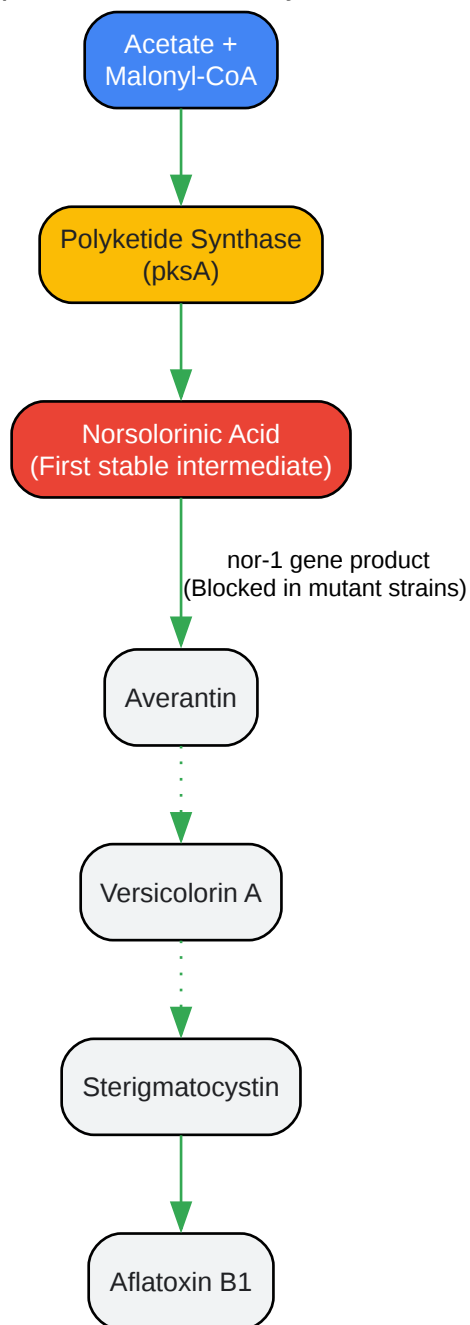 Acetate +
Malonyl-CoA
Polyketide Synthase
(pksA)
Norsolorinic Acid
(First stable intermediate)
nor-1 gene product
(Blocked in mutant strains)
Averantin
Versicolorin A
Sterigmatocystin
Aflatoxin B1